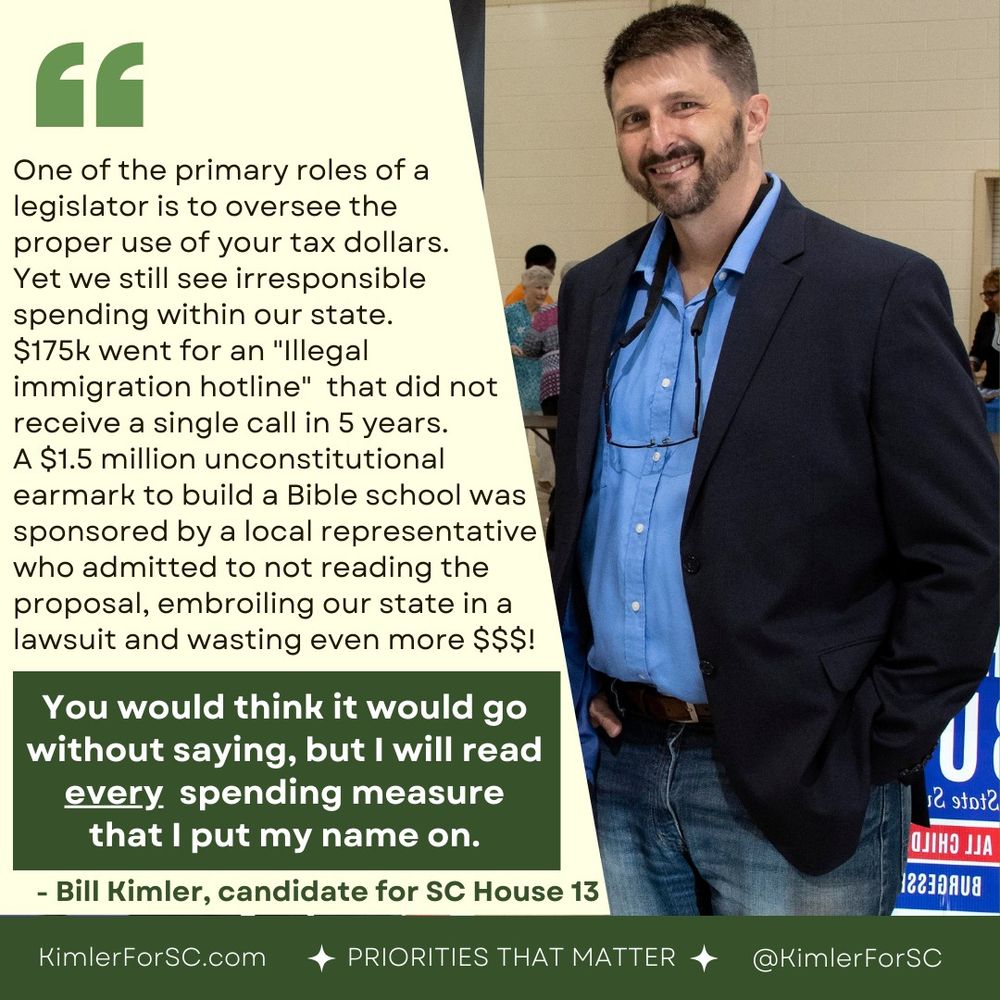 One of the primary roles of a
legislator is to oversee the
proper use of your tax dollars.
Yet we still see irresponsible
spending within our state.
$175k went for an "Illegal
immigration hotline" that did not
receive a single call in 5 years.
A $1.5 million unconstitutional
earmark to build a Bible school was
sponsored by a local representative
who admitted to not reading the
proposal, embroiling our state in a
lawsuit and wasting even more $$$!
You would think it would go
without saying, but I will read
every spending measure
that I put my name on.
- Bill Kimler, candidate for SC House 13
State Su
ALL CHILD
BURGESS
KimlerForSC.com ✦ PRIORITIES THAT MATTER ✦ @KimlerForSC